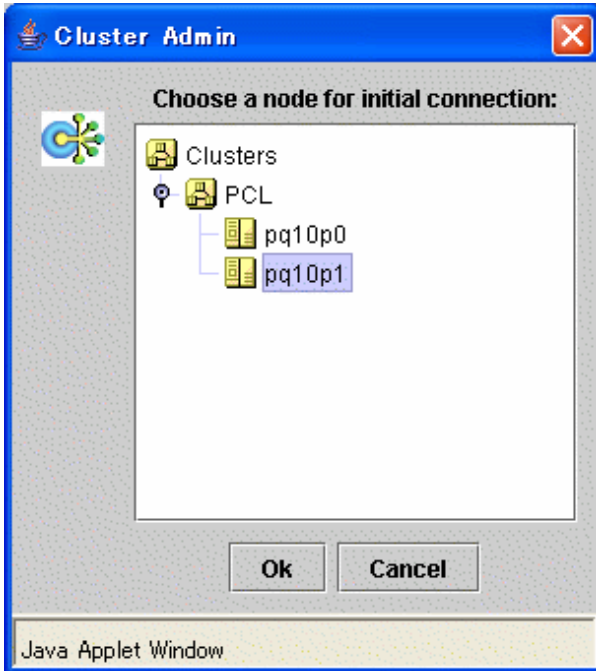 Cluster Admin
Choose a node for initial connection:
Clusters
PCL
pq10p0
pq10p1
Ok
Cancel
Java Applet Window